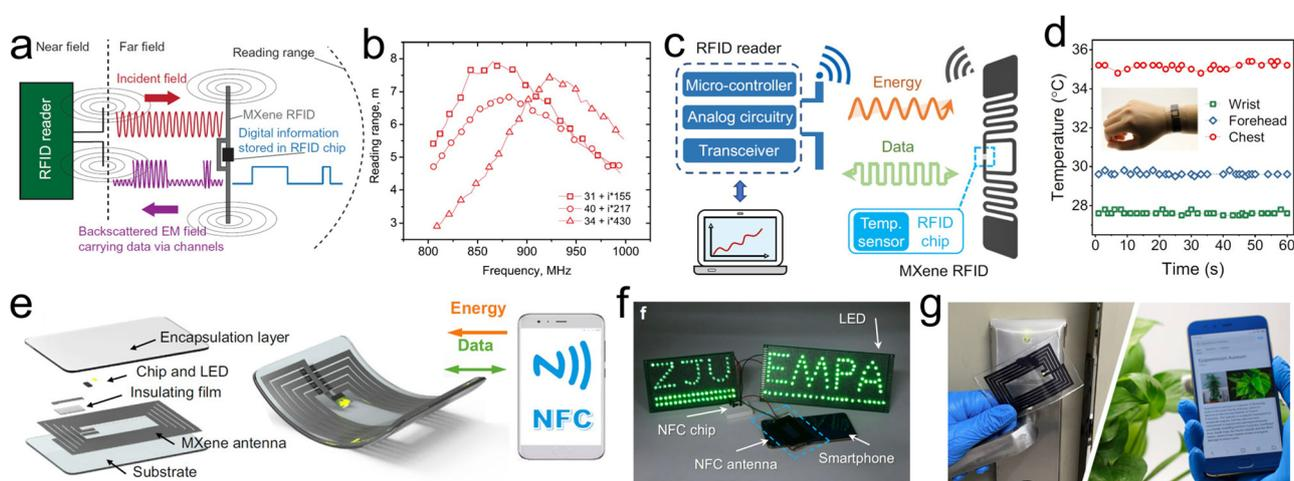 a
Near field
Far field
Reading range
Incident field
MXene RFID
Digital information
stored in RFID chip
RFID reader
Backscattered EM field
carrying data via channels
b
Reading range, m
8
7
6
5
4
3
31 + i*155
40 + i*217
34 + i*430
800
850
900
950
1000
Frequency, MHz
c
RFID reader
Micro-controller
Analog circuitry
Transceiver
Energy
Data
Temp.
sensor
RFID
chip
MXene RFID
d
Temperature (°C)
36
34
32
30
28
Wrist
Forehead
Chest
0
10
20
30
40
50
60
Time (s)
e
Encapsulation layer
Chip and LED
Insulating film
MXene antenna
Substrate
Energy
Data
N
NFC
f
f
LED
ZJU
EMPA
NFC chip
NFC antenna
Smartphone
g